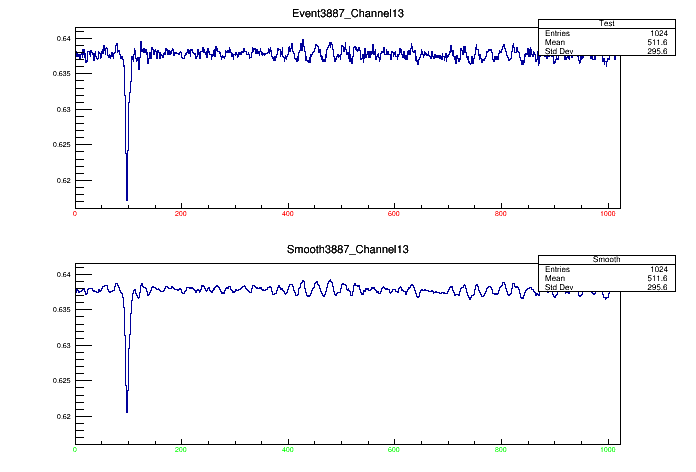 Event3887_Channel13
Test
Entries 1024
Mean 511.6
Std Dev 295.6
0.64
0.635
0.63
0.625
0.62
0 200 400 600 800 1000
Smooth3887_Channel13
Smooth
Entries 1024
Mean 511.6
Std Dev 295.6
0.64
0.635
0.63
0.625
0.62
0 200 400 600 800 1000